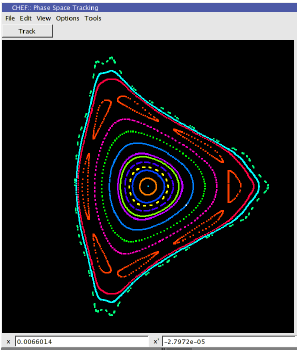 CHEF:: Phase Space Tracking
File Edit View Options Tools
Track
x 0.0066014 x' -2.7972e-05